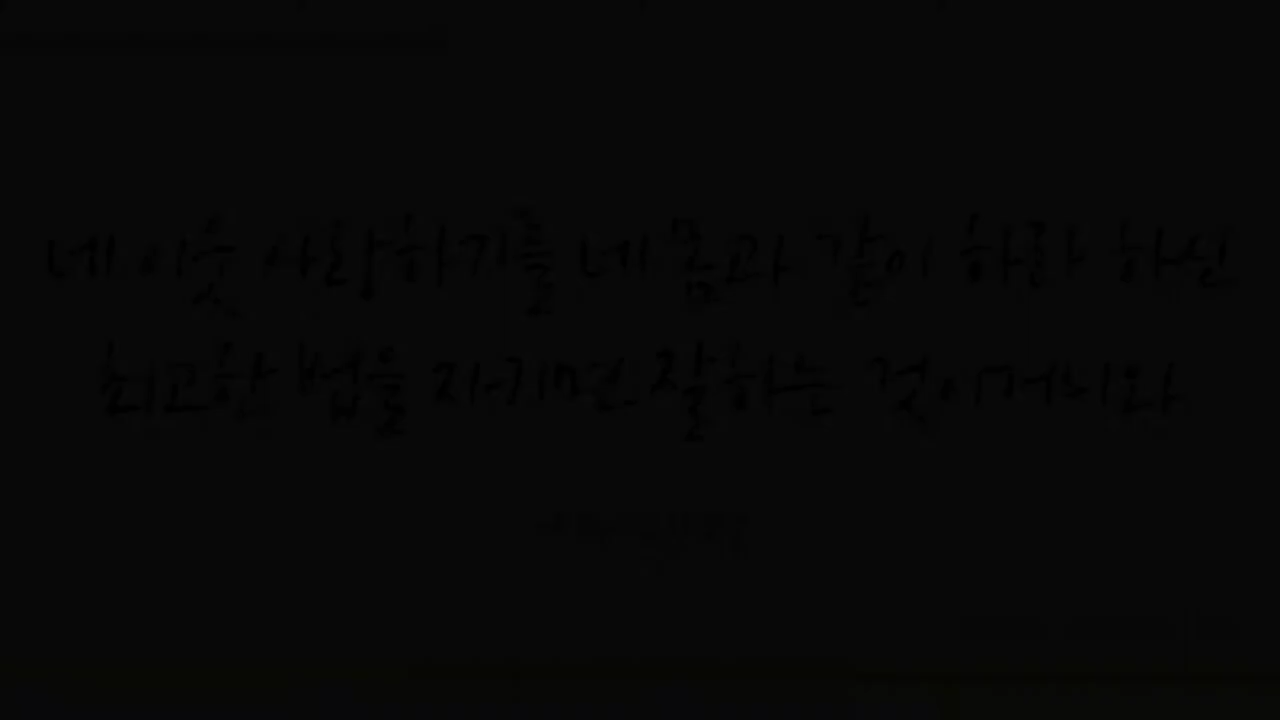 네 이웃 사랑하기를 네 몸과 같이 하라 하신
최고한 법을 지키면 잘하는 것이거니와